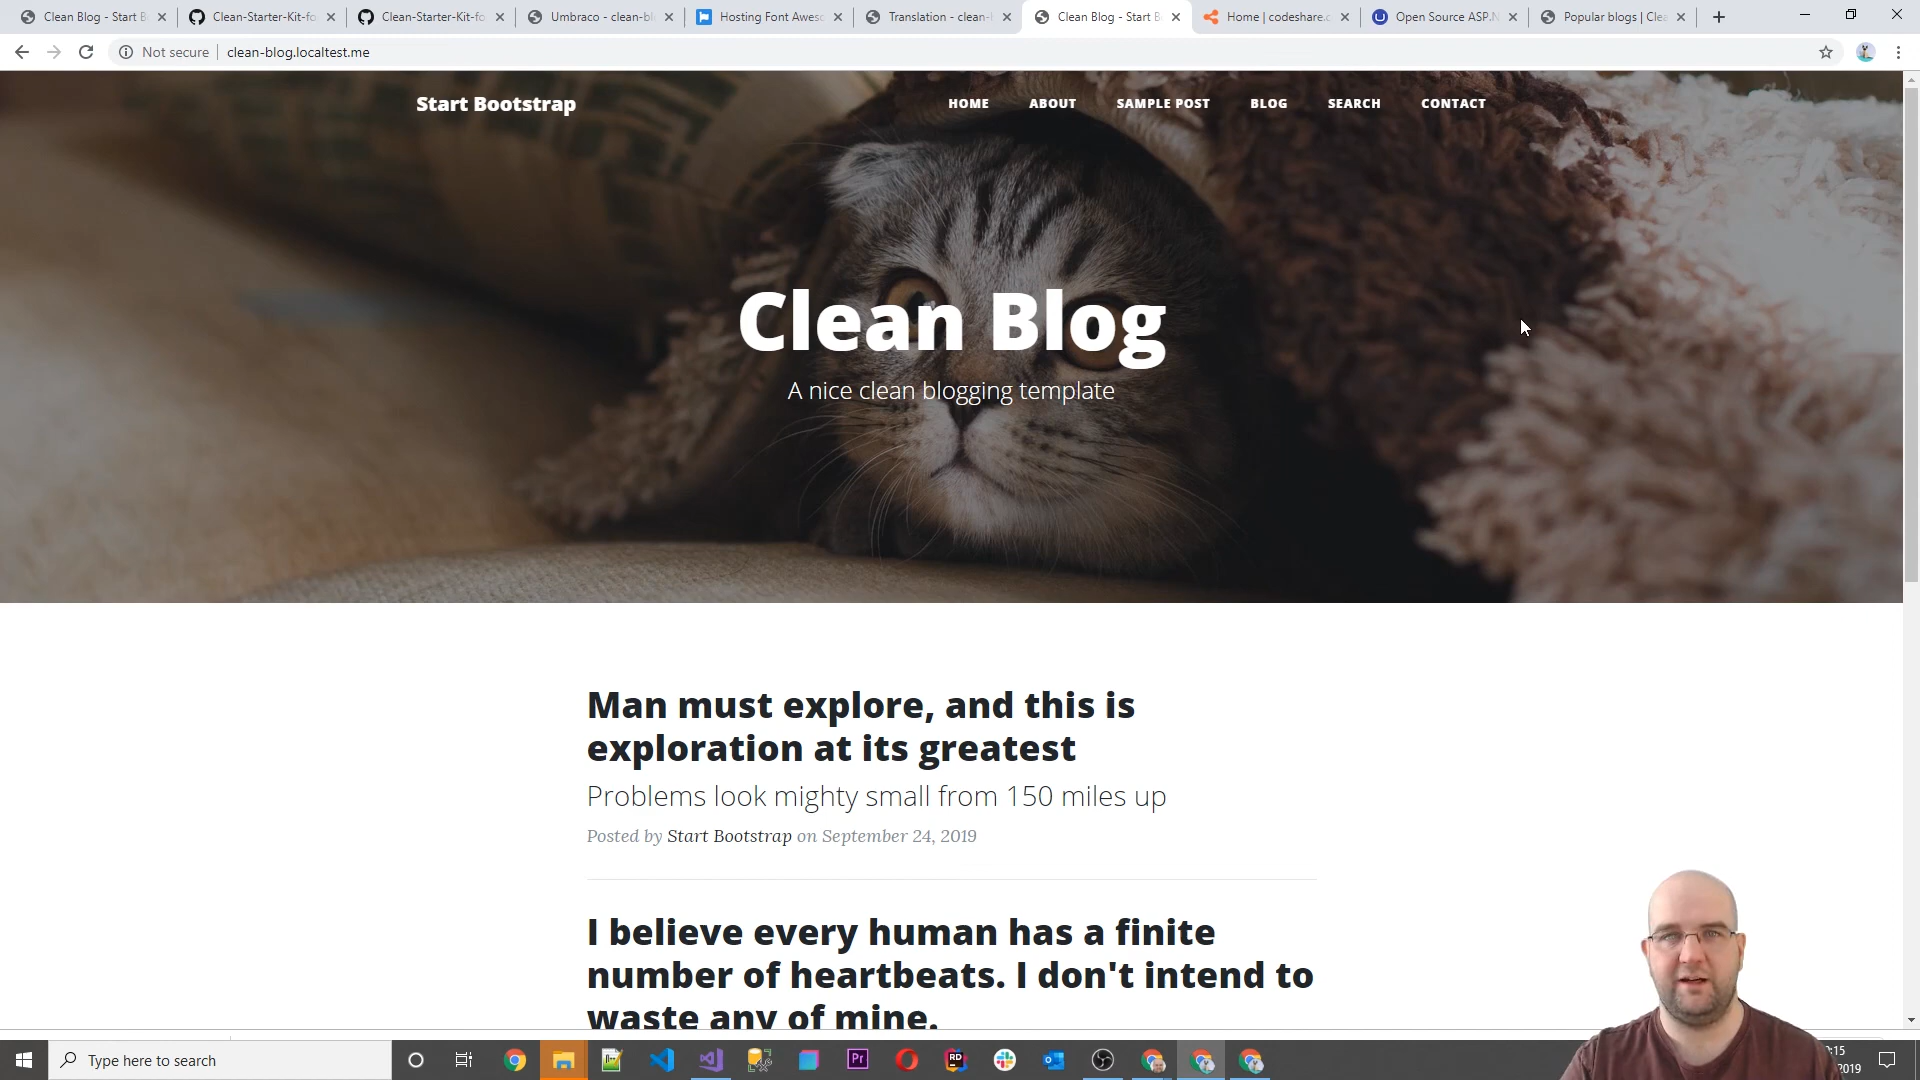 Clean Blog - Start B
Clean-Starter-Kit-fo
Clean-Starter-Kit-fo
Umbraco - clean-bl
Hosting Font Aweso
Translation - clean-
Clean Blog - Start B
Home | codeshare.c
Open Source ASP.N
Popular blogs | Clea
Not secure
clean-blog.localtest.me
Start Bootstrap
HOME
ABOUT
SAMPLE POST
BLOG
SEARCH
CONTACT
Clean Blog
A nice clean blogging template
Man must explore, and this is
exploration at its greatest
Problems look mighty small from 150 miles up
Posted by Start Bootstrap on September 24, 2019
I believe every human has a finite
number of heartbeats. I don't intend to
waste any of mine.
Type here to search
Pr
RD
:15
2019